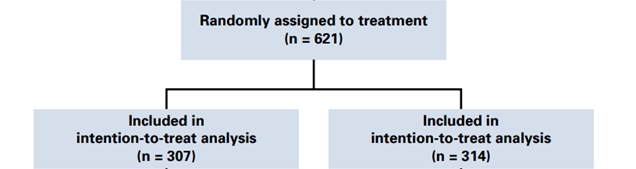 Randomly assigned to treatment
(n = 621)
Included in
intention-to-treat analysis
(n = 307)
Included in
intention-to-treat analysis
(n = 314)